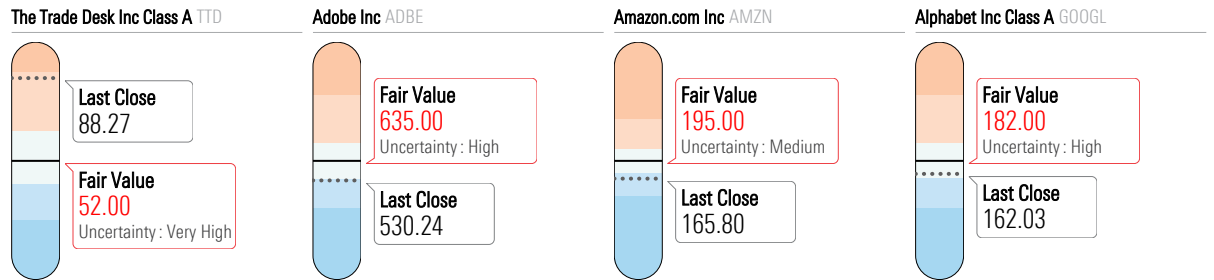 The Trade Desk Inc Class A TTD
Last Close
88.27
Fair Value
52.00
Uncertainty : Very High
Adobe Inc ADBE
Fair Value
635.00
Uncertainty : High
Last Close
530.24
Amazon.com Inc AMZN
Fair Value
195.00
Uncertainty : Medium
Last Close
165.80
Alphabet Inc Class A GOOGL
Fair Value
182.00
Uncertainty : High
Last Close
162.03